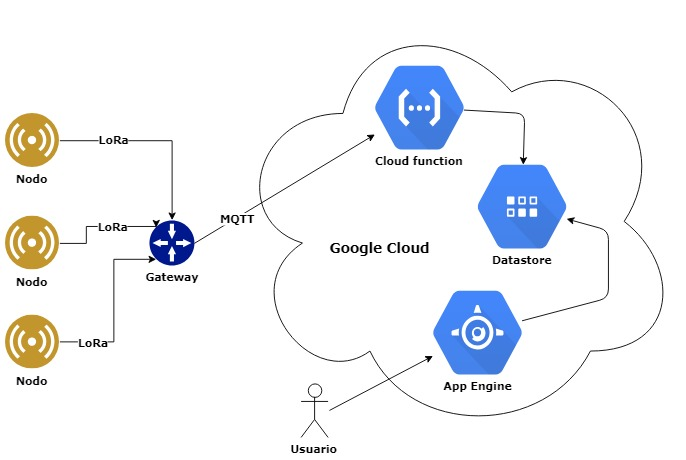 LoRa
Nodo
LoRa
Nodo
LoRa
Nodo
Gateway
MQTT
Cloud function
Google Cloud
Datastore
App Engine
Usuario